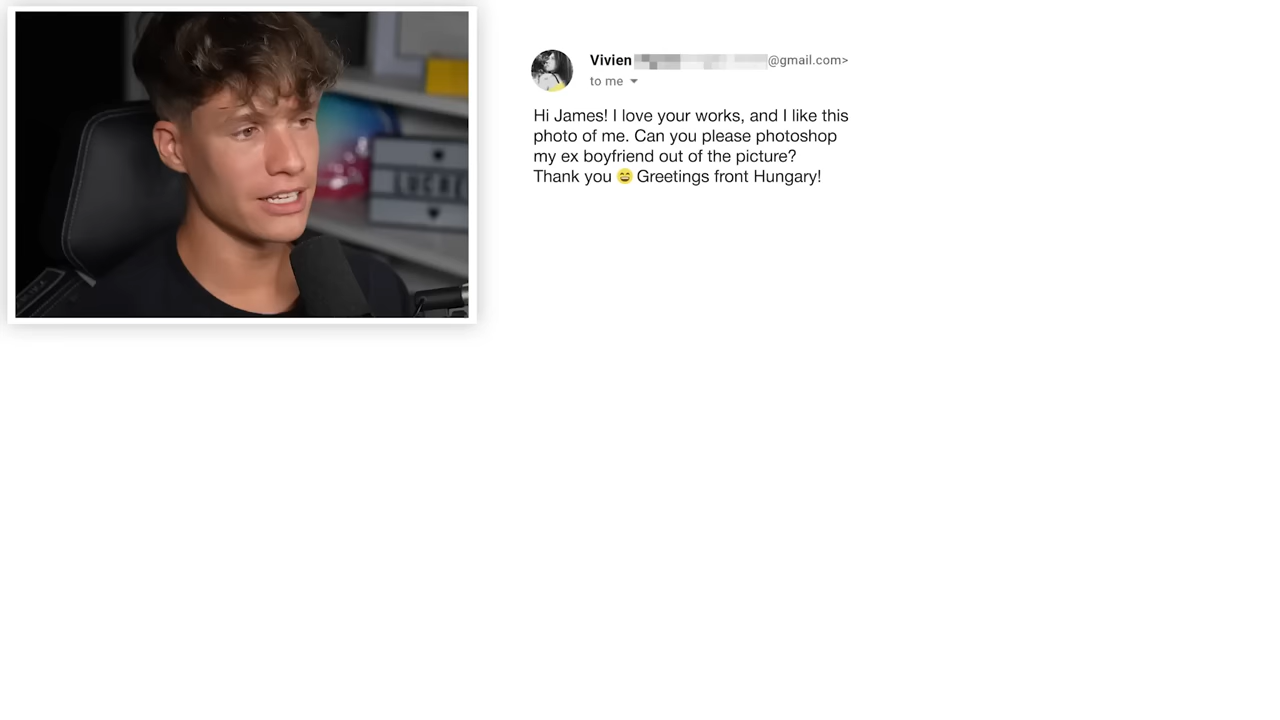 Vivien @gmail.com>
to me
Hi James! I love your works, and I like this
photo of me. Can you please photoshop
my ex boyfriend out of the picture?
Thank you 😄 Greetings front Hungary!